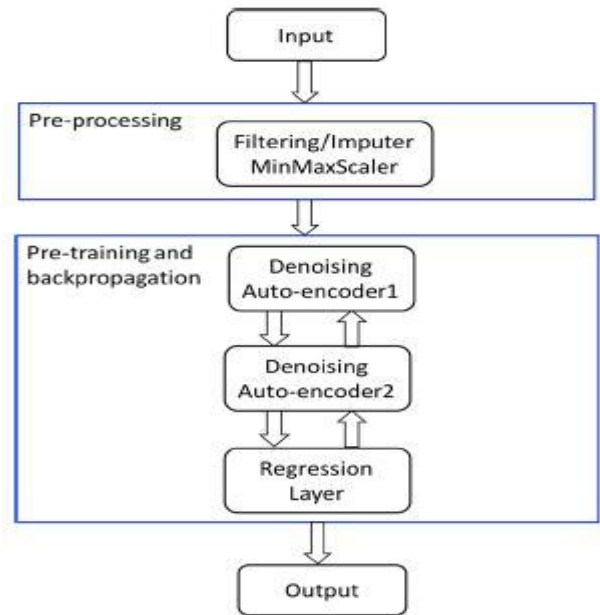 Input
Pre-processing
Filtering/Imputer
MinMaxScaler
Pre-training and
backpropagation
Denoising
Auto-encoder1
Denoising
Auto-encoder2
Regression
Layer
Output